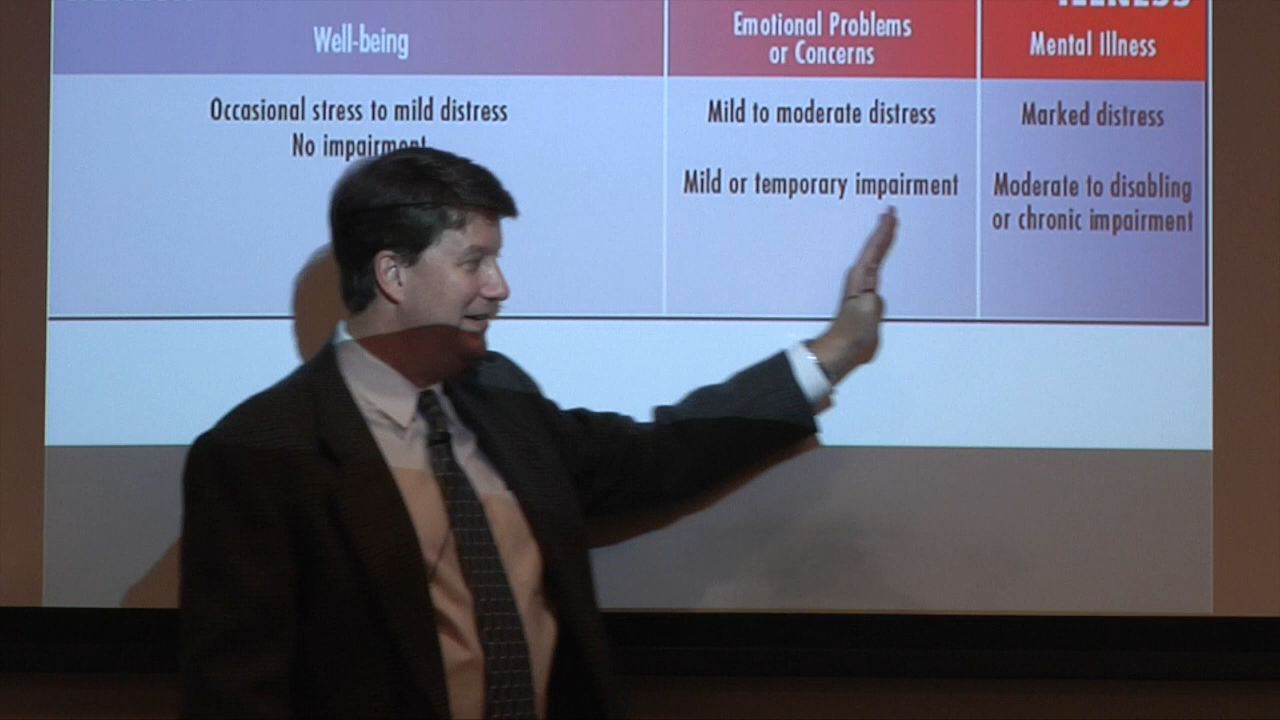 ILLNESS
Well-being
Emotional Problems
or Concerns
Mental Illness
Occasional stress to mild distress
No impairment
Mild to moderate distress
Mild or temporary impairment
Marked distress
Moderate to disabling
or chronic impairment